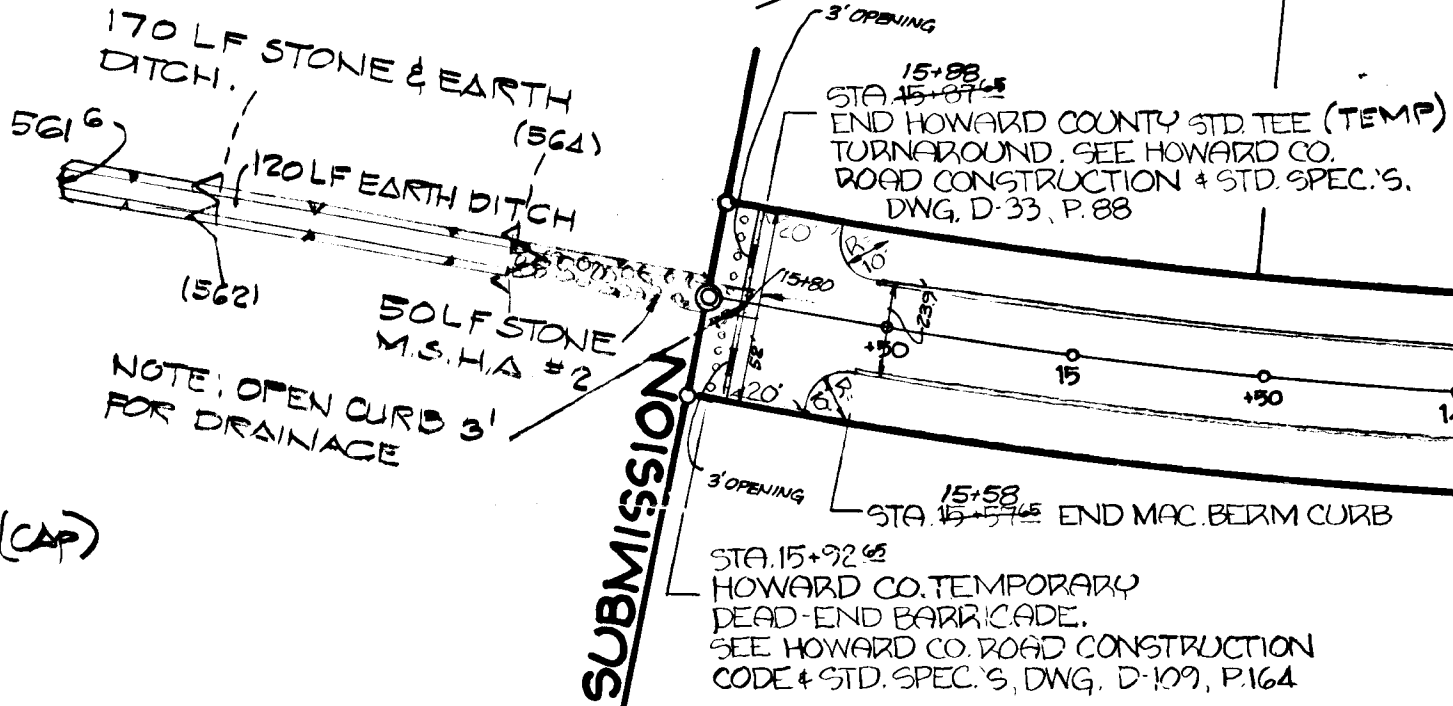 170 LF STONE & EARTH
DITCH.
561 6
(564)
120 LF EARTH DITCH
(562)
50 LF STONE
M.S.H.A #2
NOTE: OPEN CURB 3'
FOR DRAINAGE
(CAP)
SUBMISSION
3' OPENING
15+88
STA. 15+87 65
END HOWARD COUNTY STD. TEE (TEMP)
TURNAROUND. SEE HOWARD CO.
ROAD CONSTRUCTION & STD. SPEC.'S.
DWG. D-33, P. 88
20'
R=
10'
15+80
23.9'
52'
+50
15
+50
20'
3' OPENING
15+58
STA. 15+57 65 END MAC. BERM CURB
STA. 15+92 65
HOWARD CO. TEMPORARY
DEAD-END BARRICADE.
SEE HOWARD CO. ROAD CONSTRUCTION
CODE & STD. SPEC.'S, DWG. D-109, P.164